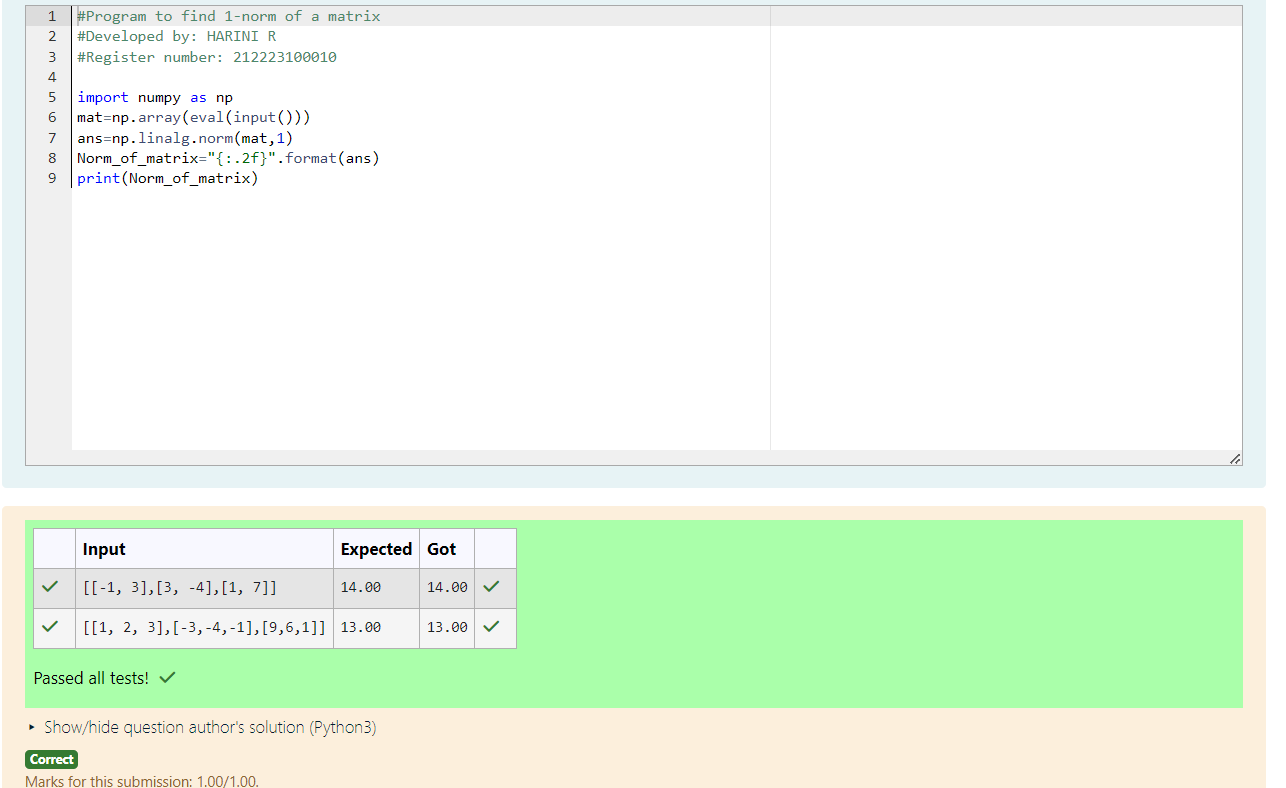 1 #Program to find 1-norm of a matrix
2 #Developed by: HARINI R
3 #Register number: 212223100010
4
5 import numpy as np
6 mat=np.array(eval(input()))
7 ans=np.linalg.norm(mat,1)
8 Norm_of_matrix="{:.2f}".format(ans)
9 print(Norm_of_matrix)
Input Expected Got
[[-1, 3],[3, -4],[1, 7]] 14.00 14.00
[[1, 2, 3],[-3,-4,-1],[9,6,1]] 13.00 13.00
Passed all tests!
Show/hide question author's solution (Python3)
Correct
Marks for this submission: 1.00/1.00.